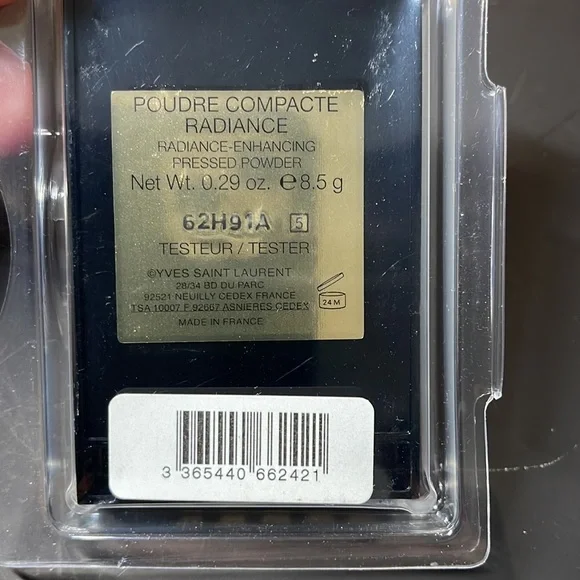 POUDRE COMPACTE
RADIANCE
RADIANCE-ENHANCING
PRESSED POWDER
Net Wt. 0.29 oz. ℮8.5 g
62H91A 5
TESTEUR / TESTER
©YVES SAINT LAURENT
28/34 BD DU PARC
92521 NEUILLY CEDEX FRANCE
TSA 10007 F 92667 ASNIERES CEDEX
24 M
MADE IN FRANCE
3 365440 662421